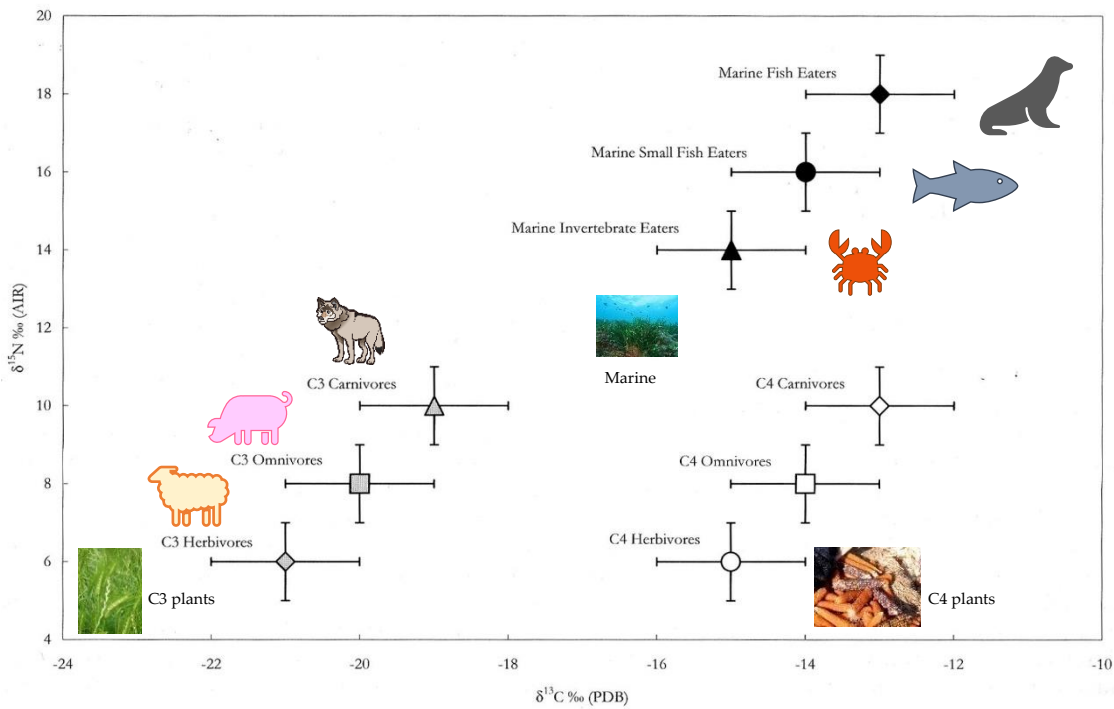 20
Marine Fish Eaters
18
Marine Small Fish Eaters
16
Marine Invertebrate Eaters
14
δ15N ‰ (AIR)
12
Marine
C3 Carnivores
C4 Carnivores
10
C3 Omnivores
C4 Omnivores
8
C3 Herbivores
C4 Herbivores
6
C3 plants
C4 plants
4
-24 -22 -20 -18 -16 -14 -12 -10
δ13C ‰ (PDB)